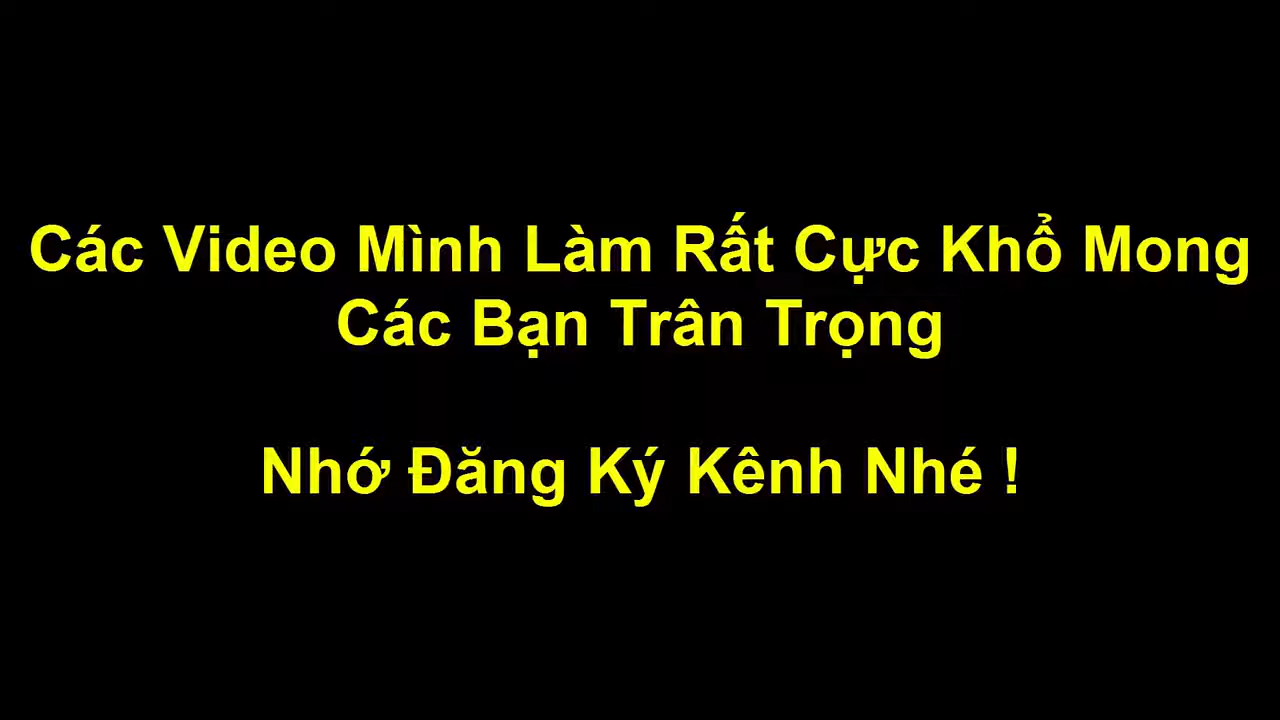 Các Video Mình Làm Rất Cực Khổ Mong
Các Bạn Trân Trọng
Nhớ Đăng Ký Kênh Nhé !